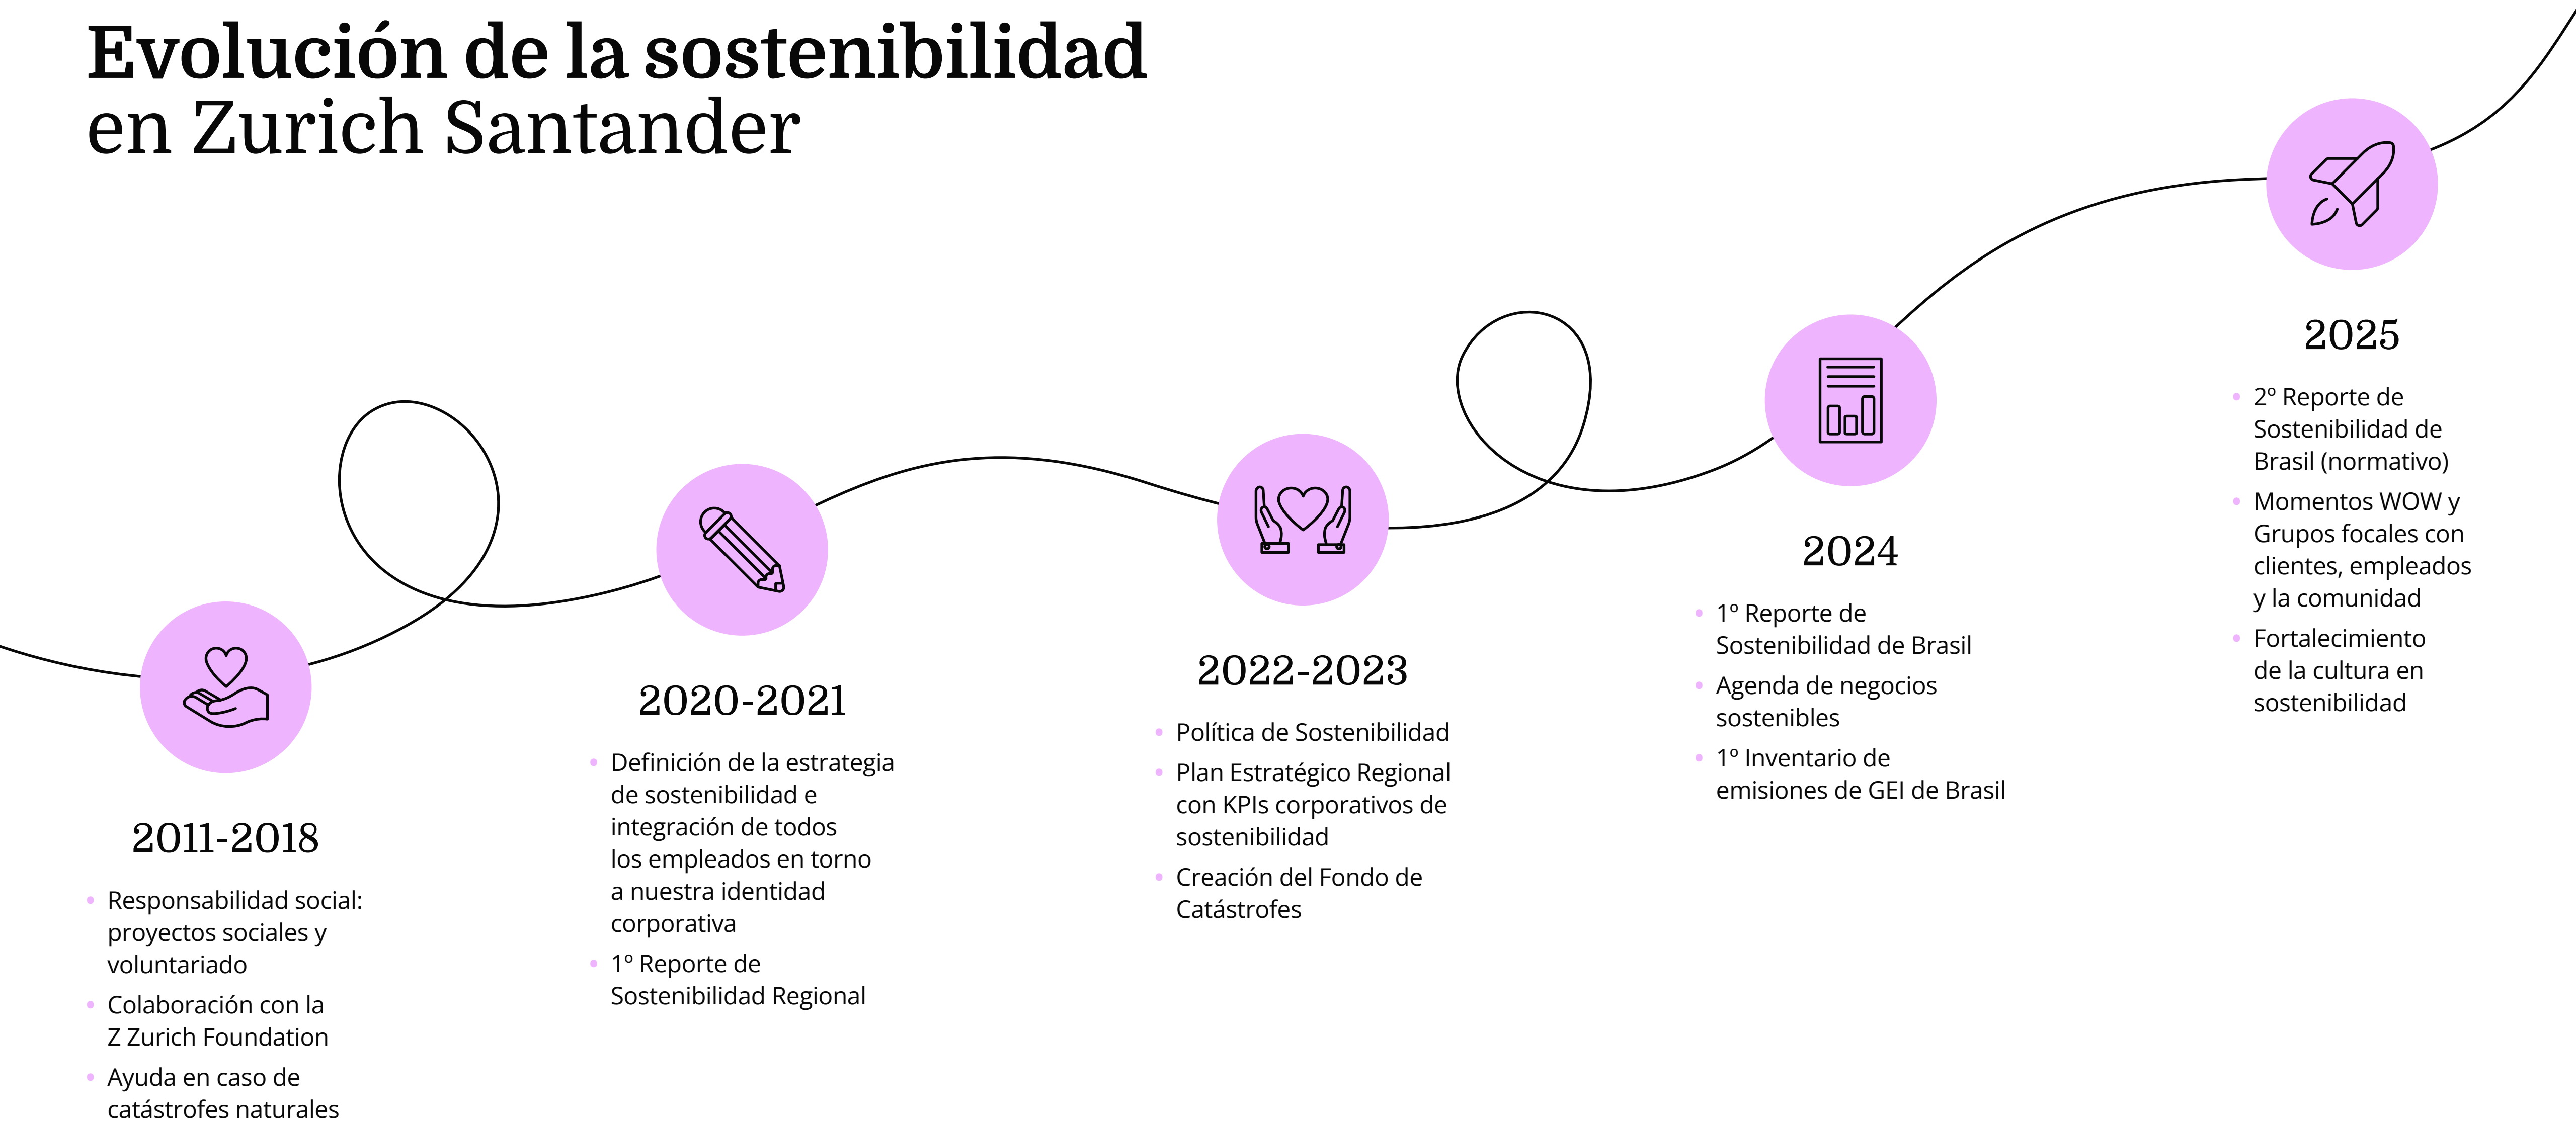 Evolución de la sostenibilidad
en Zurich Santander
2011-2018
• Responsabilidad social:
proyectos sociales y
voluntariado
• Colaboración con la
Z Zurich Foundation
• Ayuda en caso de
catástrofes naturales
2020-2021
• Definición de la estrategia
de sostenibilidad e
integración de todos
los empleados en torno
a nuestra identidad
corporativa
• 1º Reporte de
Sostenibilidad Regional
2022-2023
• Política de Sostenibilidad
• Plan Estratégico Regional
con KPIs corporativos de
sostenibilidad
• Creación del Fondo de
Catástrofes
2024
• 1º Reporte de
Sostenibilidad de Brasil
• Agenda de negocios
sostenibles
• 1º Inventario de
emisiones de GEI de Brasil
2025
• 2º Reporte de
Sostenibilidad de
Brasil (normativo)
• Momentos WOW y
Grupos focales con
clientes, empleados
y la comunidad
• Fortalecimiento
de la cultura en
sostenibilidad